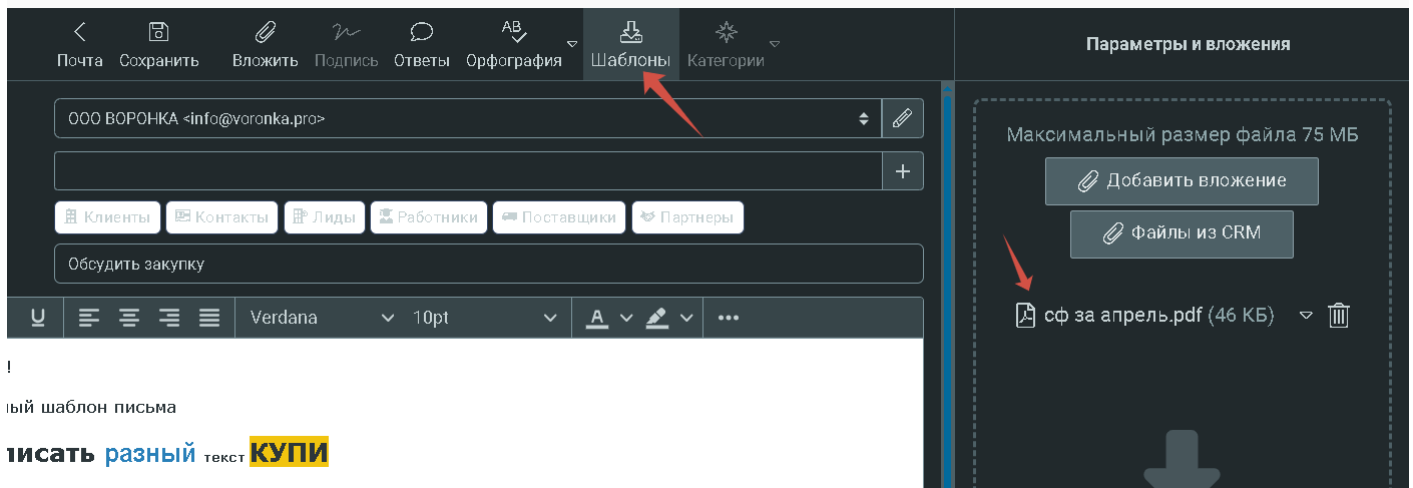 Почта Сохранить Вложить Подпись Ответы Орфография Шаблоны Категории
Параметры и вложения
ООО ВОРОНКА <info@voronka.pro>
Максимальный размер файла 75 МБ
Добавить вложение
Клиенты Контакты Лиды Работники Поставщики Партнеры
Файлы из CRM
Обсудить закупку
сф за апрель.pdf (46 КБ)
U Verdana 10pt A •••
!
ный шаблон письма
писать разный текст КУПИ